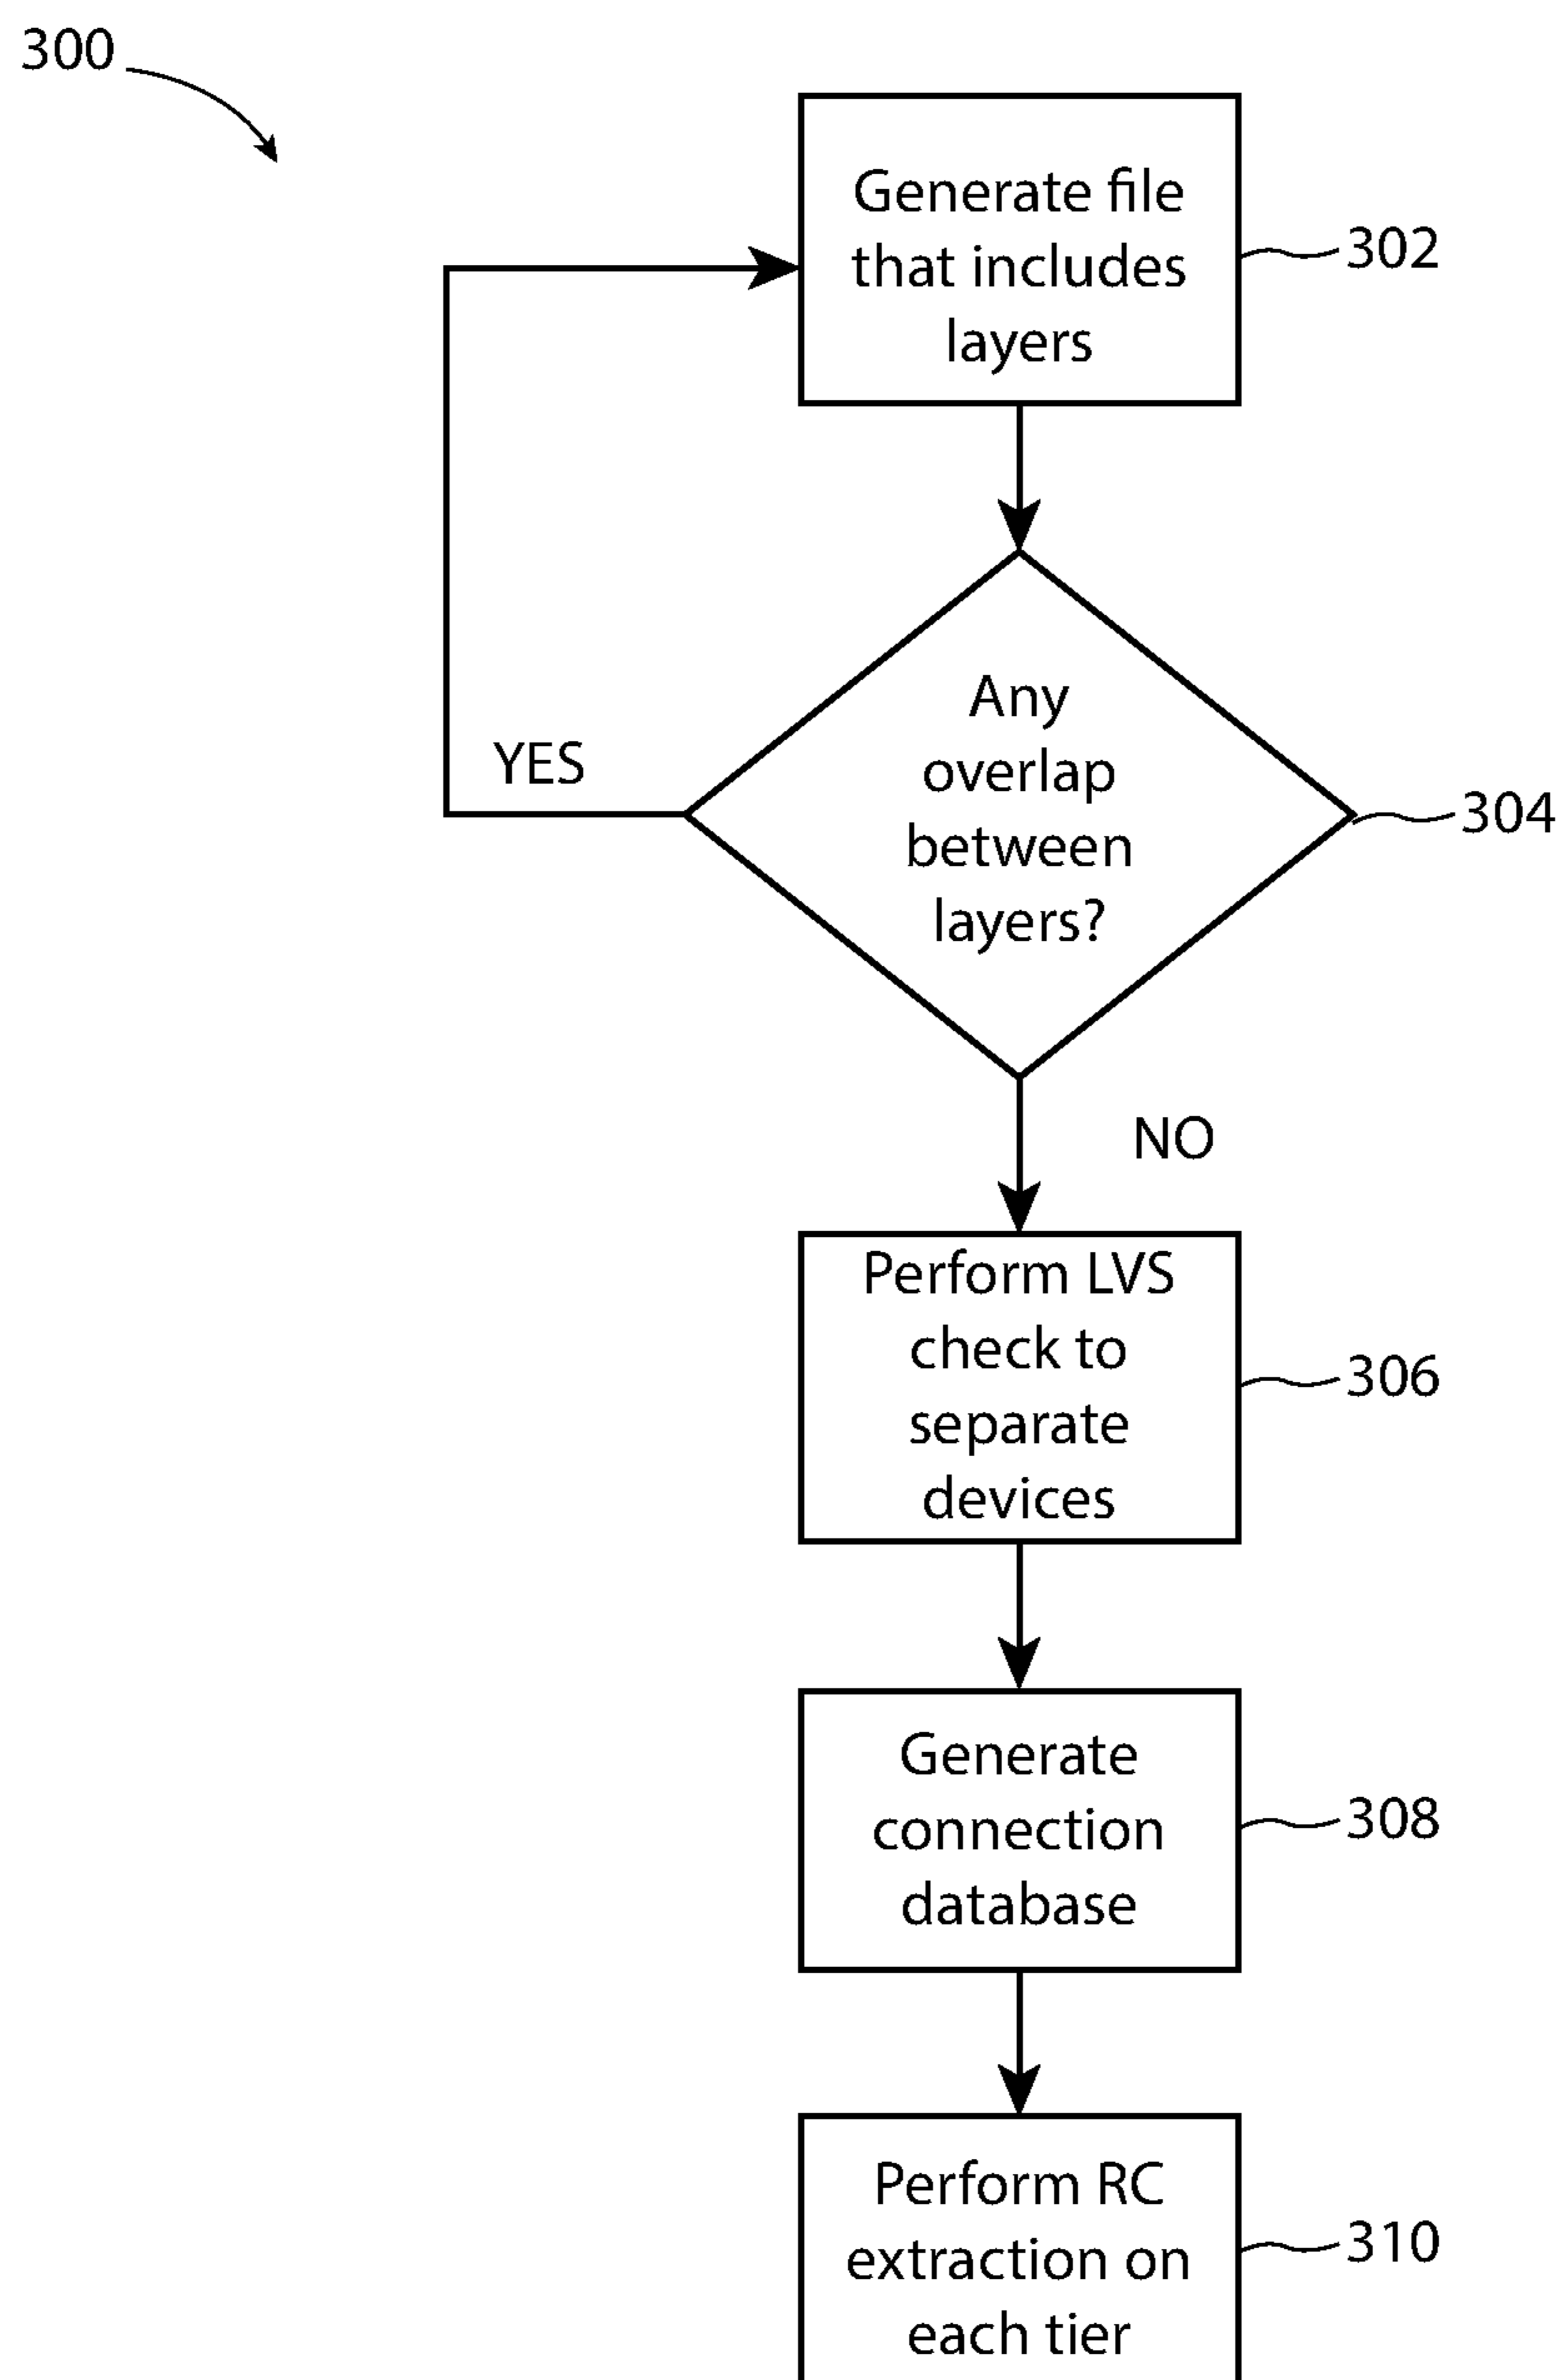 300
Generate file
that includes
layers
302
Any
overlap
between
layers?
304
YES
NO
Perform LVS
check to
separate
devices
306
Generate
connection
database
308
Perform RC
extraction on
each tier
310